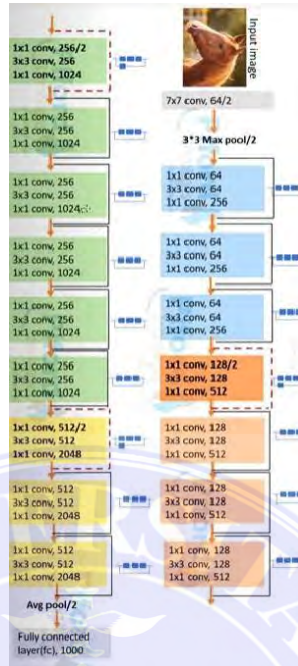 Input image
7x7 conv, 64/2
3*3 Max pool/2
1x1 conv, 64
3x3 conv, 64
1x1 conv, 256
1x1 conv, 64
3x3 conv, 64
1x1 conv, 256
1x1 conv, 64
3x3 conv, 64
1x1 conv, 256
1x1 conv, 128/2
3x3 conv, 128
1x1 conv, 512
1x1 conv, 128
3x3 conv, 128
1x1 conv, 512
1x1 conv, 128
3x3 conv, 128
1x1 conv, 512
1x1 conv, 128
3x3 conv, 128
1x1 conv, 512
1x1 conv, 256/2
3x3 conv, 256
1x1 conv, 1024
1x1 conv, 256
3x3 conv, 256
1x1 conv, 1024
1x1 conv, 256
3x3 conv, 256
1x1 conv, 1024
1x1 conv, 256
3x3 conv, 256
1x1 conv, 1024
1x1 conv, 256
3x3 conv, 256
1x1 conv, 1024
1x1 conv, 256
3x3 conv, 256
1x1 conv, 1024
1x1 conv, 512/2
3x3 conv, 512
1x1 conv, 2048
1x1 conv, 512
3x3 conv, 512
1x1 conv, 2048
1x1 conv, 512
3x3 conv, 512
1x1 conv, 2048
Avg pool/2
Fully connected
layer(fc), 1000